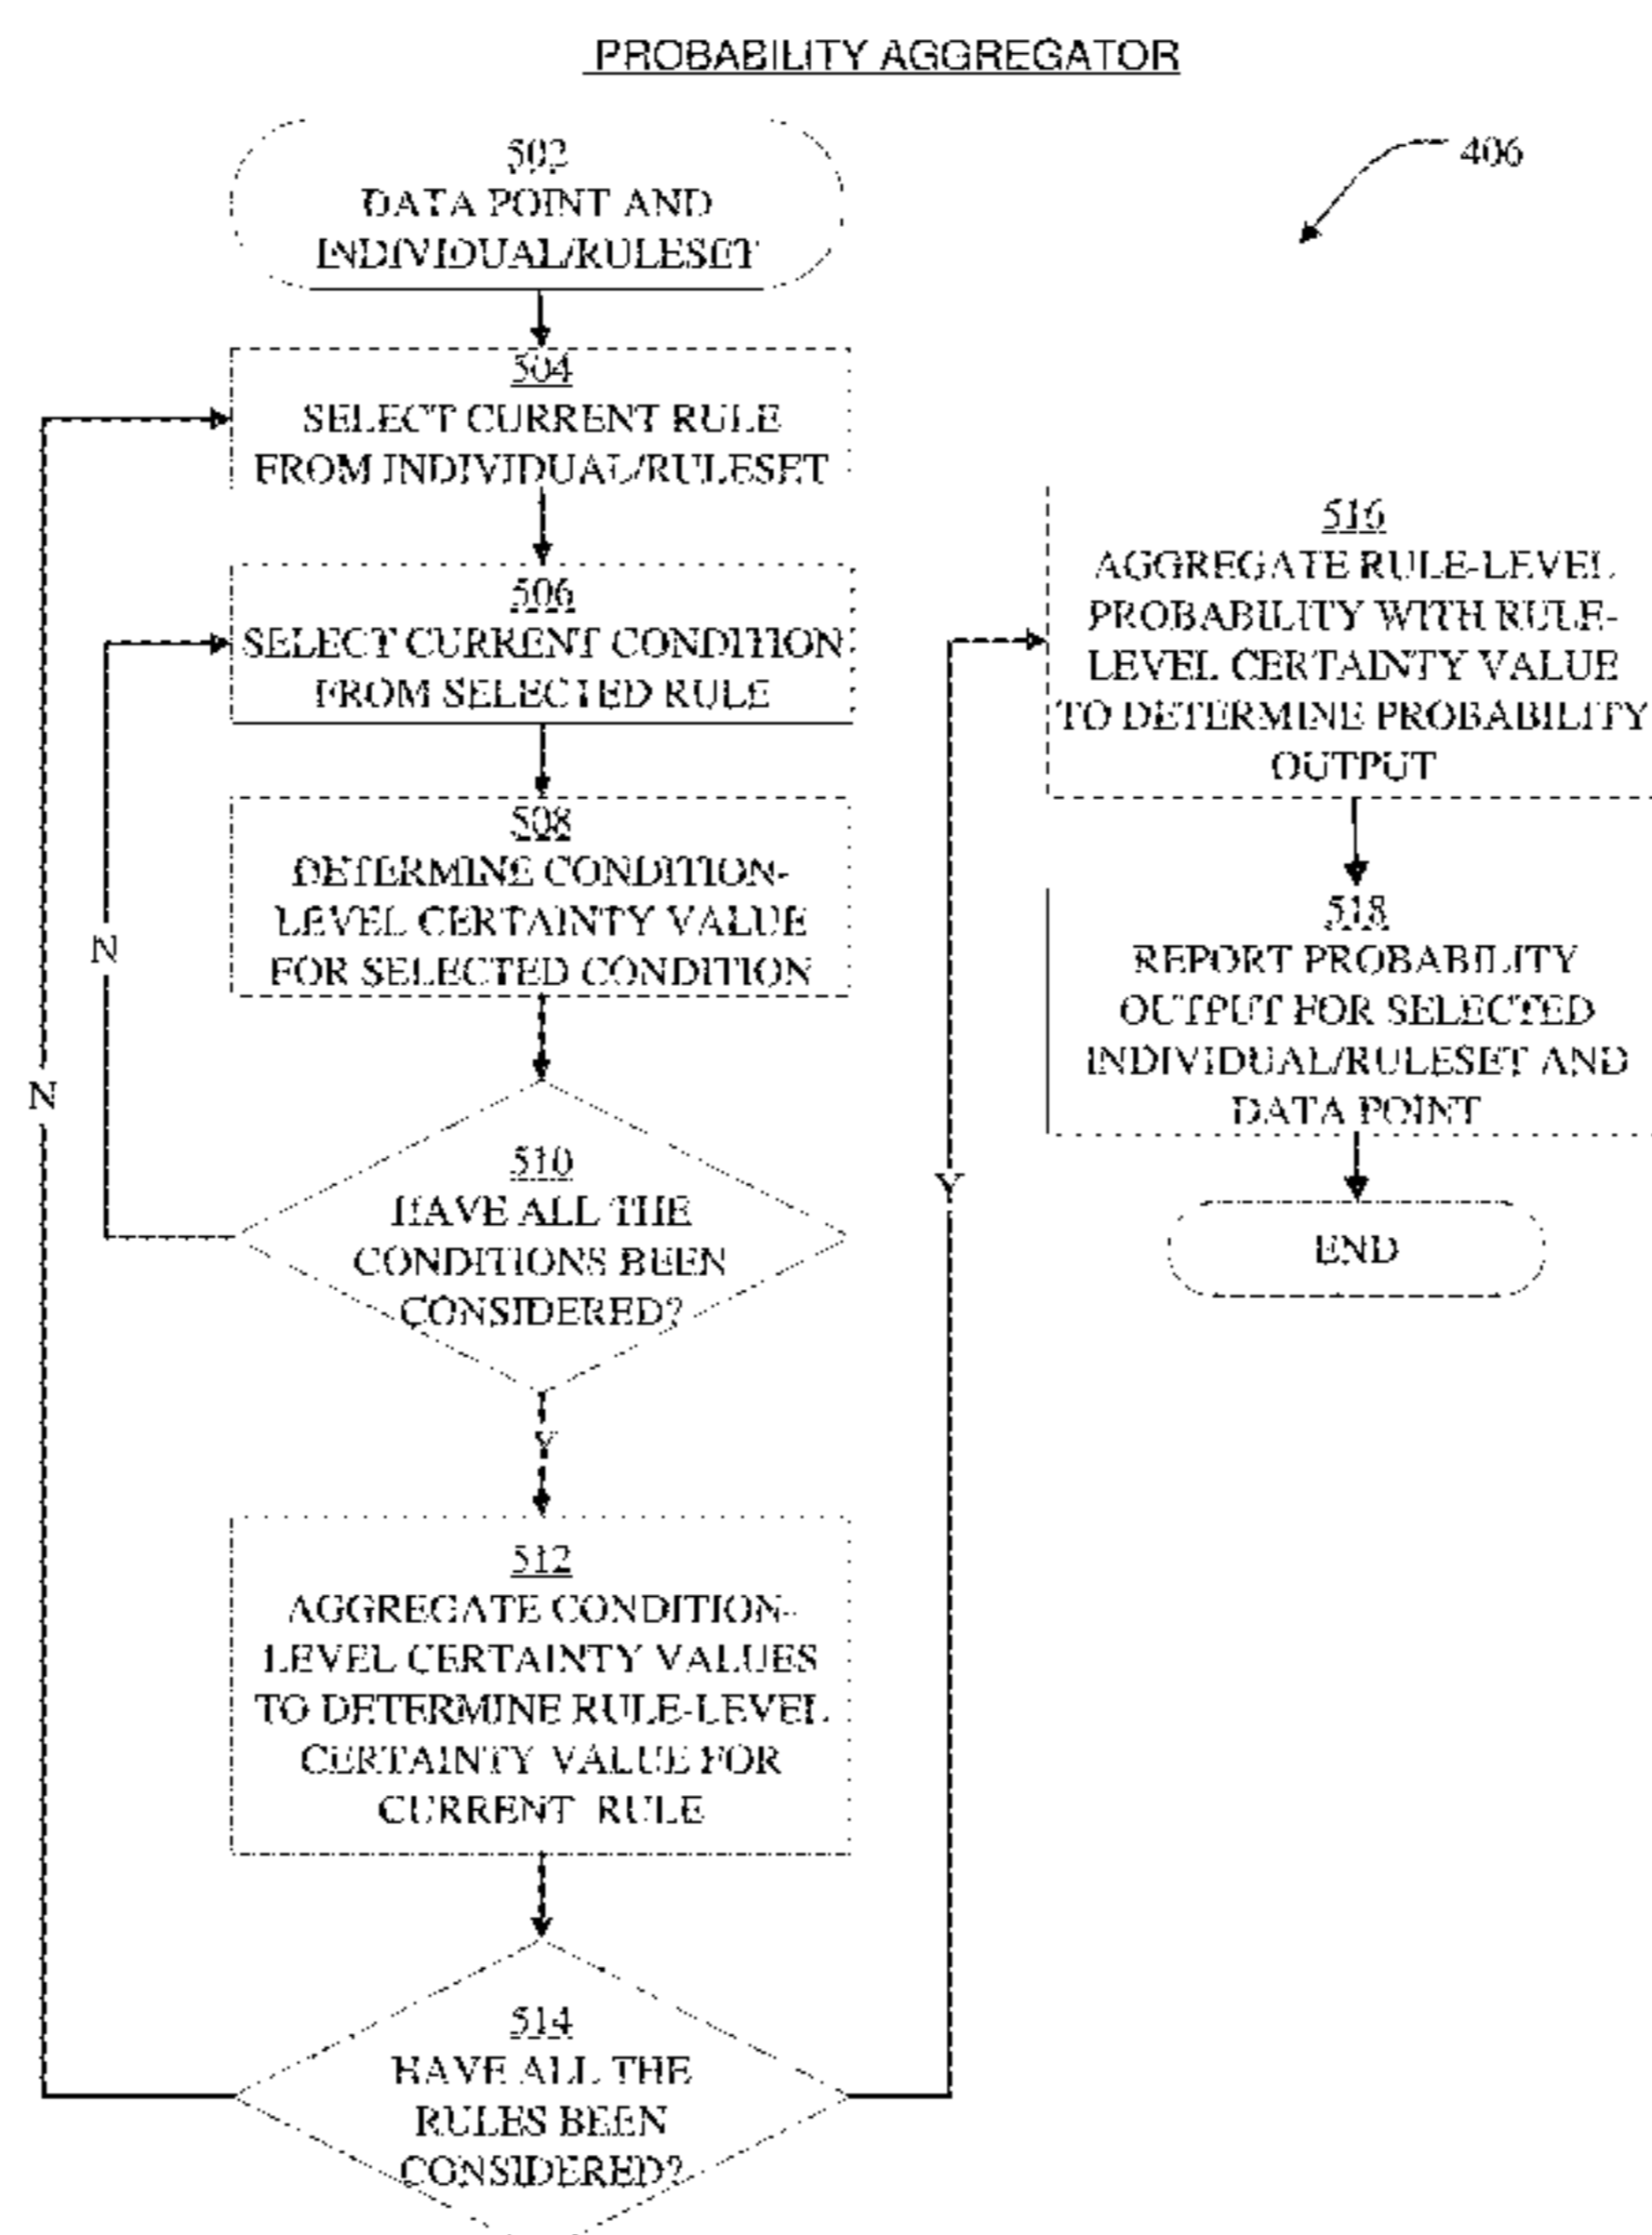 PROBABILITY AGGREGATOR
406
502
DATA POINT AND
INDIVIDUAL/RULESET
504
SELECT CURRENT RULE
FROM INDIVIDUAL/RULESET
506
SELECT CURRENT CONDITION
FROM SELECTED RULE
508
DETERMINE CONDITION-
LEVEL CERTAINTY VALUE
FOR SELECTED CONDITION
N
N
510
HAVE ALL THE
CONDITIONS BEEN
CONSIDERED?
Y
512
AGGREGATE CONDITION-
LEVEL CERTAINTY VALUES
TO DETERMINE RULE-LEVEL
CERTAINTY VALUE FOR
CURRENT RULE
514
HAVE ALL THE
RULES BEEN
CONSIDERED?
Y
516
AGGREGATE RULE-LEVEL
PROBABILITY WITH RULE-
LEVEL CERTAINTY VALUE
TO DETERMINE PROBABILITY
OUTPUT
518
REPORT PROBABILITY
OUTPUT FOR SELECTED
INDIVIDUAL/RULESET AND
DATA POINT
END